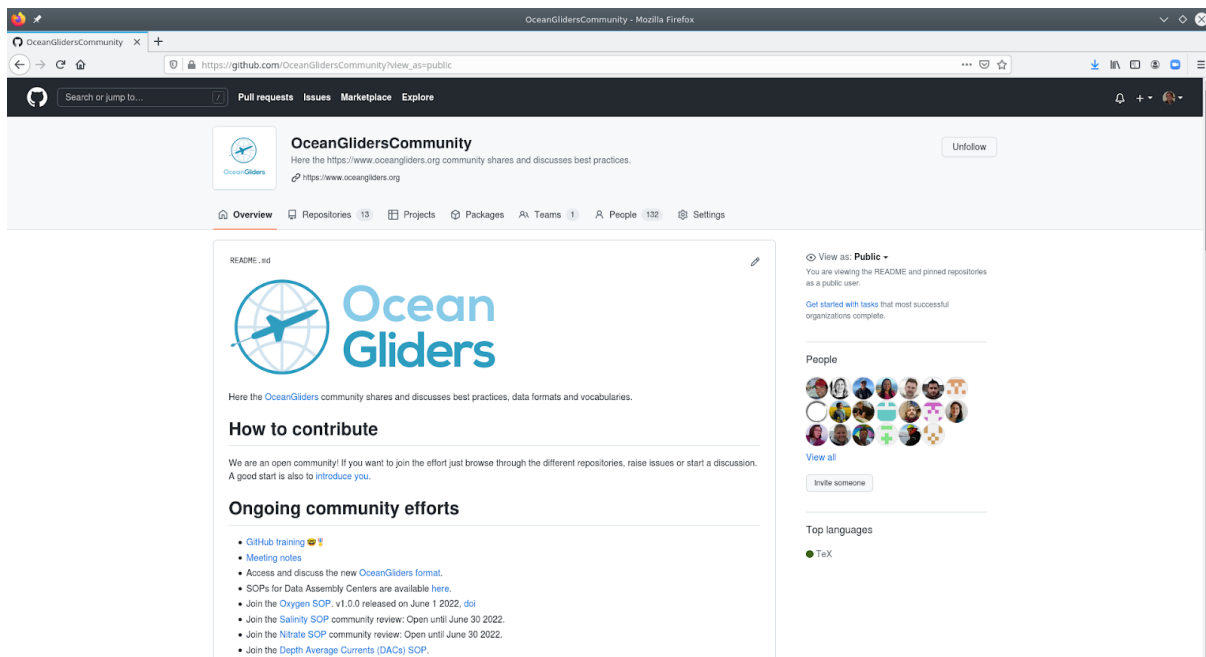 OceanGlidersCommunity - Mozilla Firefox
OceanGlidersCommunity
https://github.com/OceanGlidersCommunity?view_as=public
Search or jump to... /
Pull requests Issues Marketplace Explore
OceanGliders
OceanGlidersCommunity
Here the https://www.oceangliders.org community shares and discusses best practices.
https://www.oceangliders.org
Unfollow
Overview Repositories 13 Projects Packages Teams 1 People 132 Settings
README.md
Ocean
Gliders
Here the OceanGliders community shares and discusses best practices, data formats and vocabularies.
How to contribute
We are an open community! If you want to join the effort just browse through the different repositories, raise issues or start a discussion.
A good start is also to introduce you.
Ongoing community efforts
GitHub training 🤓🎖
Meeting notes
Access and discuss the new OceanGliders format.
SOPs for Data Assembly Centers are available here.
Join the Oxygen SOP. v1.0.0 released on June 1 2022, doi
Join the Salinity SOP community review: Open until June 30 2022.
Join the Nitrate SOP community review: Open until June 30 2022.
Join the Depth Average Currents (DACs) SOP.
View as: Public
You are viewing the README and pinned repositories
as a public user.
Get started with tasks that most successful
organizations complete.
People
View all
Invite someone
Top languages
TeX